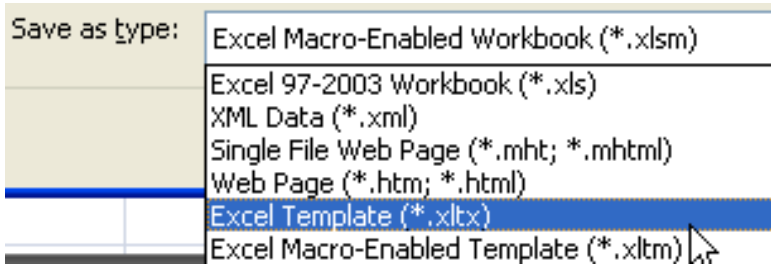 Save as type:
Excel Macro-Enabled Workbook (*.xlsm)
Excel 97-2003 Workbook (*.xls)
XML Data (*.xml)
Single File Web Page (*.mht; *.mhtml)
Web Page (*.htm; *.html)
Excel Template (*.xltx)
Excel Macro-Enabled Template (*.xltm)